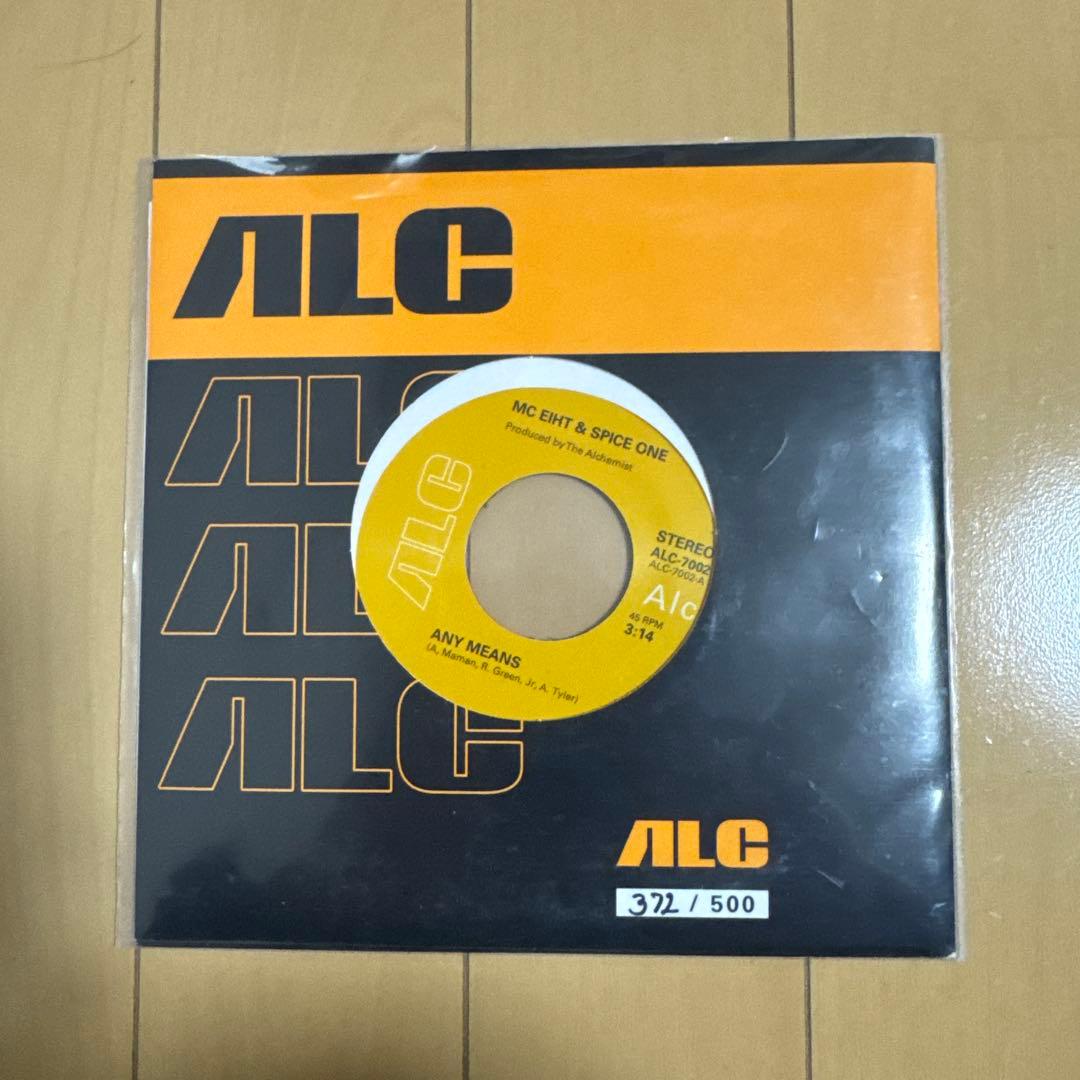 ALC
ALC
ALC
ALC
MC EIHT & SPICE ONE
Produced by The Alchemist
ALC
STEREO
ALC-7002
ALC-7002-A
Alc
45 RPM
3:14
ANY MEANS
(A, Maman, R. Green, Jr, A. Tyler)
ALC
372 / 500